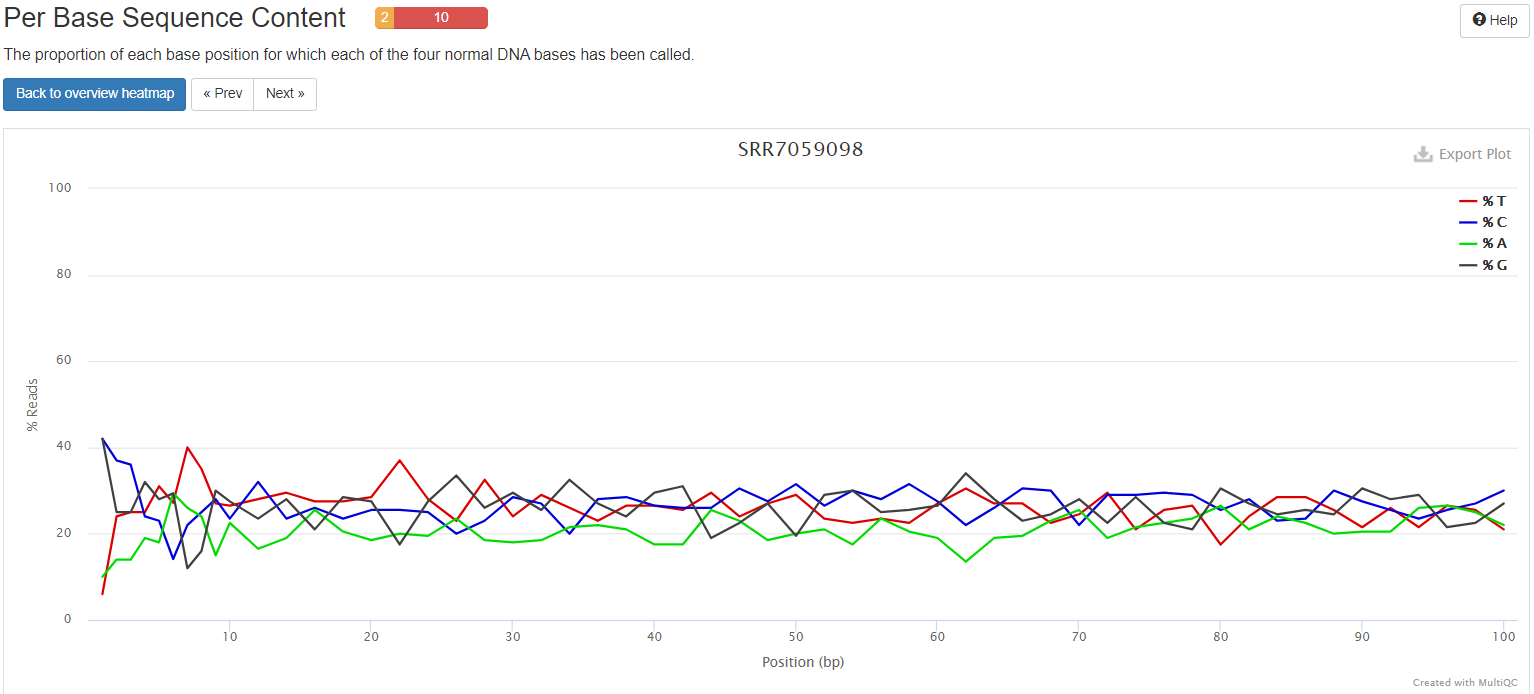 Per Base Sequence Content 2 10 Help
The proportion of each base position for which each of the four normal DNA bases has been called.
Back to overview heatmap « Prev Next »
SRR7059098
Export Plot
% T
% C
% A
% G
100
80
60
40
20
0
% Reads
10 20 30 40 50 60 70 80 90 100
Position (bp)
Created with MultiQC